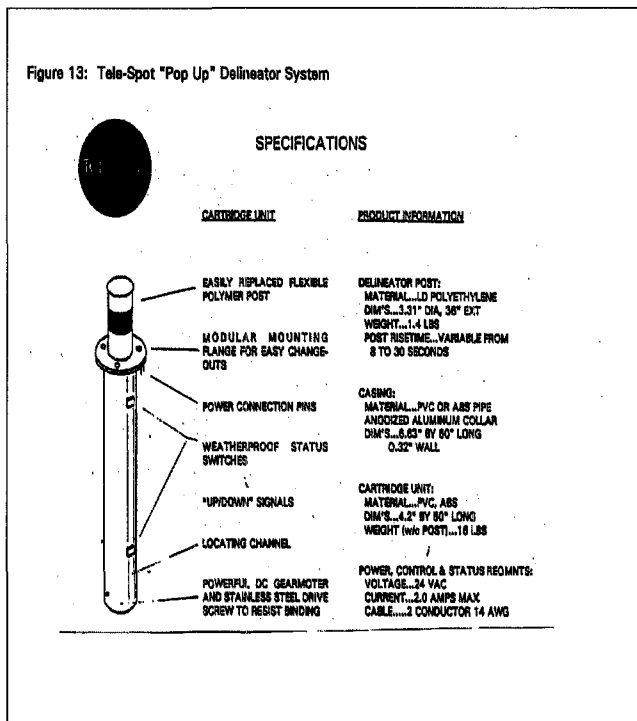 Figure 13: Tele-Spot "Pop Up" Delineator System
SPECIFICATIONS
CARTRIDGE UNIT
EASILY REPLACED FLEXIBLE
POLYMER POST
MODULAR MOUNTING
FLANGE FOR EASY CHANGE-
OUTS
POWER CONNECTION PINS
WEATHERPROOF STATUS
SWITCHES
"UP/DOWN" SIGNALS
LOCATING CHANNEL
POWERFUL DC GEARMOTER
AND STAINLESS STEEL DRIVE
SCREW TO RESIST BINDING
PRODUCT INFORMATION
DELINEATOR POST:
MATERIAL...LD POLYETHYLENE
DIM'S...3.31" DIA, 36" EXT
WEIGHT...1.4 LBS
POST RISETIME...VARIABLE FROM
8 TO 30 SECONDS
CASING:
MATERIAL...PVC OR ABS PIPE
ANODIZED ALUMINUM COLLAR
DIM'S...6.63" BY 60" LONG
0.32" WALL
CARTRIDGE UNIT:
MATERIAL...PVC, ABS
DIM'S...4.2" BY 60" LONG
WEIGHT (w/o POST)...16 LBS
POWER, CONTROL & STATUS REQMNTS:
VOLTAGE...24 VAC
CURRENT...2.0 AMPS MAX
CABLE.....2 CONDUCTOR 14 AWG